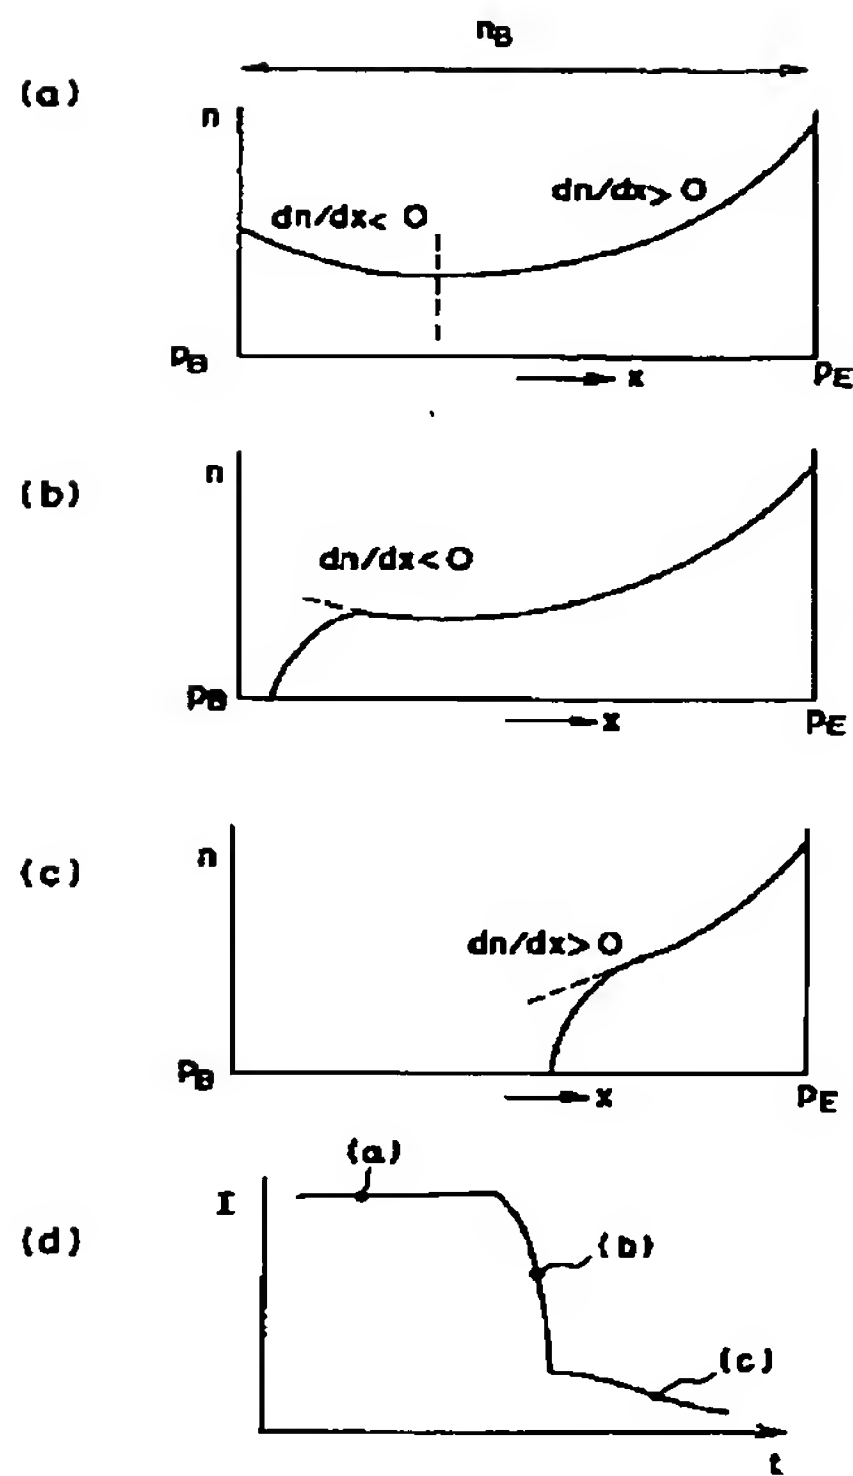 nB
(a)
n
dn/dx< 0
dn/dx> 0
PB
x
PE
(b)
n
dn/dx< 0
PB
x
PE
(c)
n
dn/dx> 0
PB
x
PE
(d)
I
(a)
(b)
(c)
t